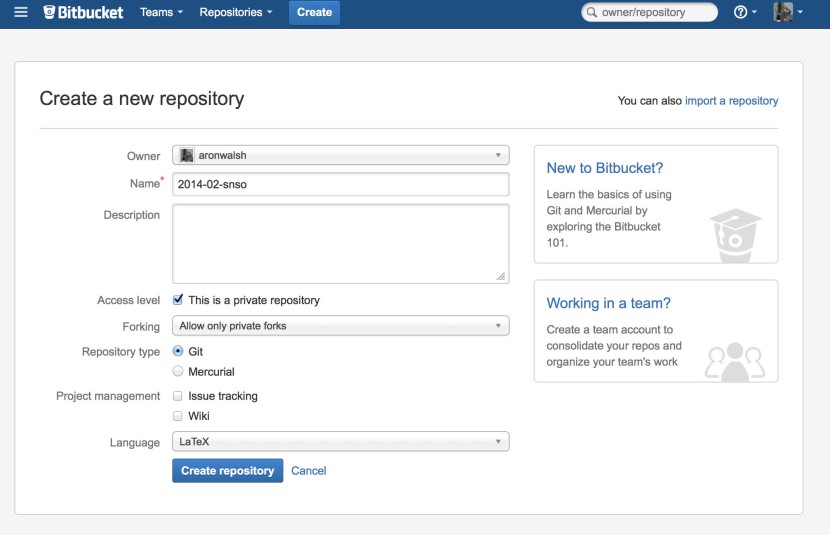 Bitbucket Teams Repositories Create owner/repository
Create a new repository
You can also import a repository
Owner aronwalsh
Name* 2014-02-snso
Description
Access level This is a private repository
Forking Allow only private forks
Repository type Git
Mercurial
Project management Issue tracking
Wiki
Language LaTeX
Create repository Cancel
New to Bitbucket?
Learn the basics of using
Git and Mercurial by
exploring the Bitbucket
101.
Working in a team?
Create a team account to
consolidate your repos and
organize your team's work